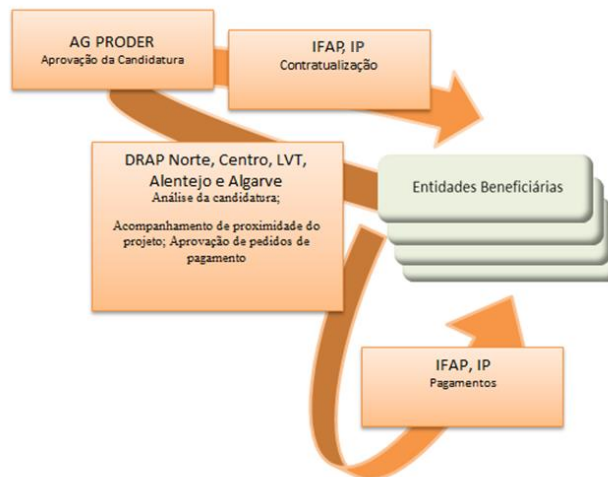 AG PRODER
Aprovação da Candidatura
IFAP, IP
Contratualização
DRAP Norte, Centro, LVT,
Alentejo e Algarve
Análise da candidatura;
Acompanhamento de proximidade do
projeto; Aprovação de pedidos de
pagamento
Entidades Beneficiárias
IFAP, IP
Pagamentos